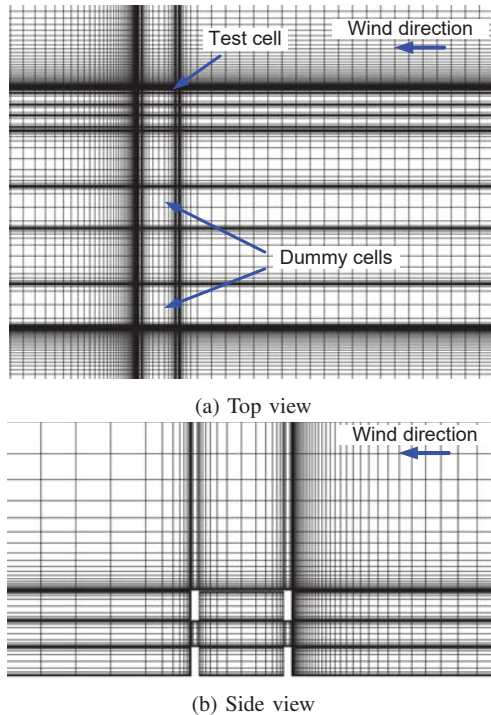 Test cell
Wind direction
Dummy cells
(a) Top view
Wind direction
(b) Side view